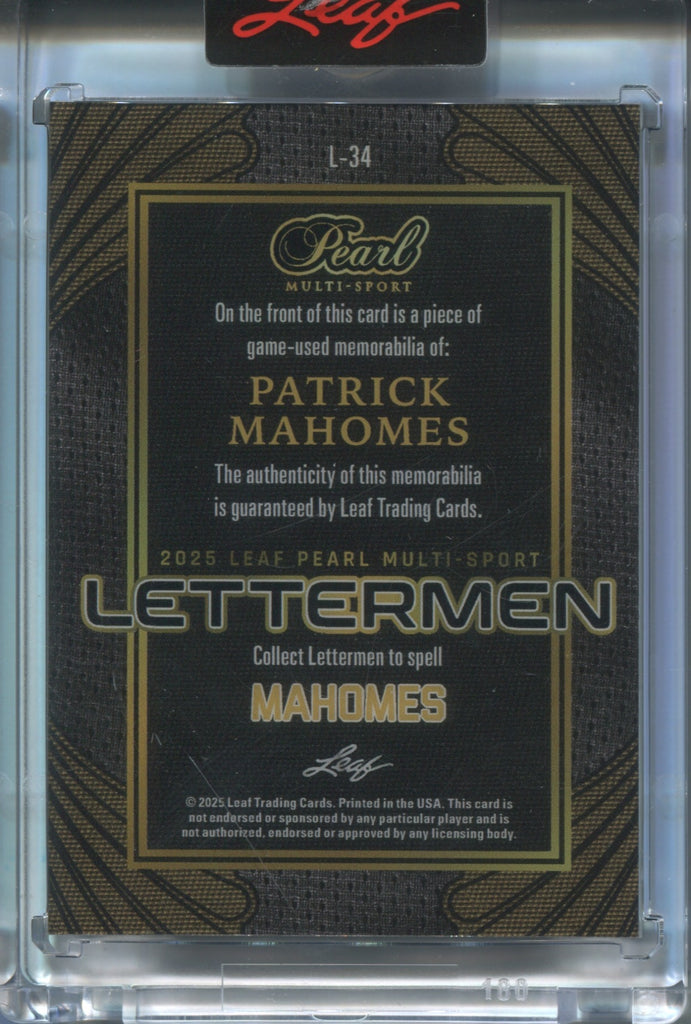 Leaf
L-34
Pearl
MULTI-SPORT
On the front of this card is a piece of
game-used memorabilia of:
PATRICK
MAHOMES
The authenticity of this memorabilia
is guaranteed by Leaf Trading Cards.
2025 LEAF PEARL MULTI-SPORT
LETTERMEN
Collect Lettermen to spell
MAHOMES
Leaf
© 2025 Leaf Trading Cards. Printed in the USA. This card is
not endorsed or sponsored by any particular player and is
not authorized, endorsed or approved by any licensing body.